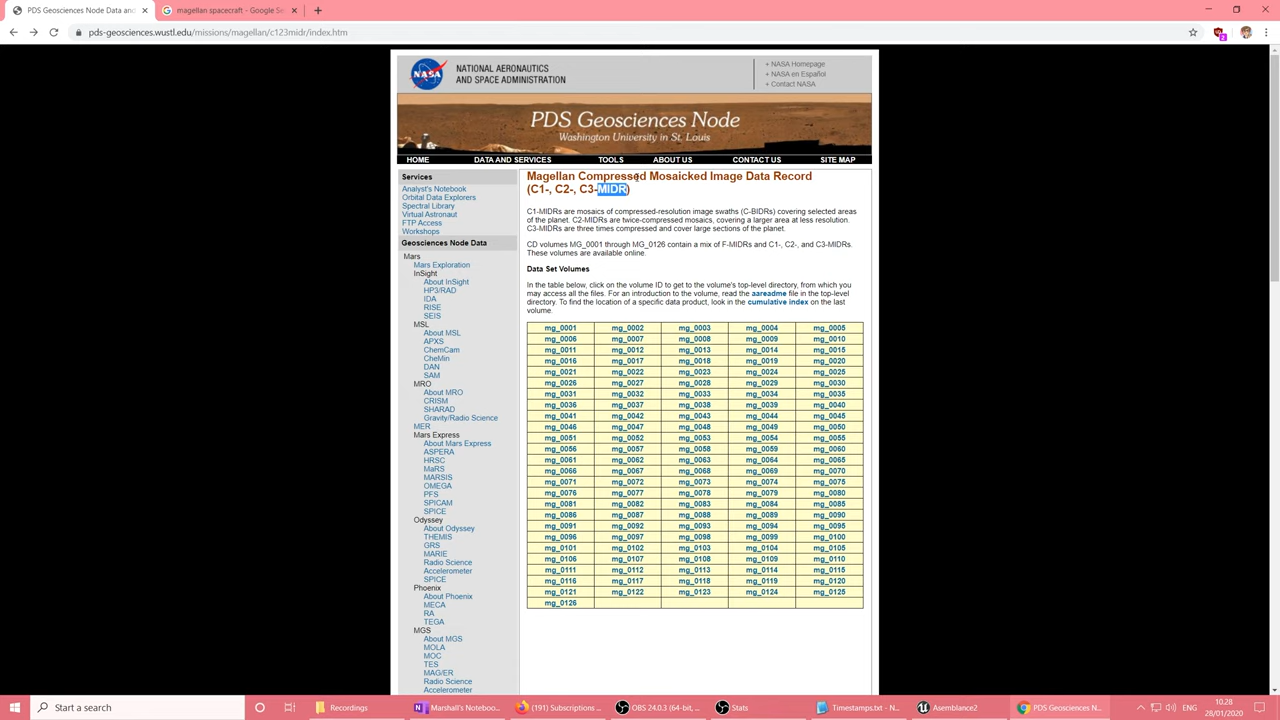 PDS Geosciences Node Data and
magellan spacecraft - Google Se
pds-geosciences.wustl.edu/missions/magellan/c123midr/index.htm
2
NASA
NATIONAL AERONAUTICS
AND SPACE ADMINISTRATION
+ NASA Homepage
+ NASA en Español
+ Contact NASA
PDS Geosciences Node
Washington University in St. Louis
HOME DATA AND SERVICES TOOLS ABOUT US CONTACT US SITE MAP
Services
Analyst's Notebook
Orbital Data Explorers
Spectral Library
Virtual Astronaut
FTP Access
Workshops
Geosciences Node Data
Mars
Mars Exploration
InSight
About InSight
HP3/RAD
IDA
RISE
SEIS
MSL
About MSL
APXS
ChemCam
CheMin
DAN
SAM
MRO
About MRO
CRISM
SHARAD
Gravity/Radio Science
MER
Mars Express
About Mars Express
ASPERA
HRSC
MaRS
MARSIS
OMEGA
PFS
SPICAM
SPICE
Odyssey
About Odyssey
THEMIS
GRS
MARIE
Radio Science
Accelerometer
SPICE
Phoenix
About Phoenix
MECA
RA
TEGA
MGS
About MGS
MOLA
MOC
TES
MAG/ER
Radio Science
Accelerometer
Magellan Compressed Mosaicked Image Data Record
(C1-, C2-, C3-MIDR)
C1-MIDRs are mosaics of compressed-resolution image swaths (C-BIDRs) covering selected areas
of the planet. C2-MIDRs are twice-compressed mosaics, covering a larger area at less resolution.
C3-MIDRs are three times compressed and cover large sections of the planet.
CD volumes MG_0001 through MG_0126 contain a mix of F-MIDRs and C1-, C2-, and C3-MIDRs.
These volumes are available online.
Data Set Volumes
In the table below, click on the volume ID to get to the volume's top-level directory, from which you
may access all the files. For an introduction to the volume, read the aareadme file in the top-level
directory. To find the location of a specific data product, look in the cumulative index on the last
volume.
mg_0001 mg_0002 mg_0003 mg_0004 mg_0005
mg_0006 mg_0007 mg_0008 mg_0009 mg_0010
mg_0011 mg_0012 mg_0013 mg_0014 mg_0015
mg_0016 mg_0017 mg_0018 mg_0019 mg_0020
mg_0021 mg_0022 mg_0023 mg_0024 mg_0025
mg_0026 mg_0027 mg_0028 mg_0029 mg_0030
mg_0031 mg_0032 mg_0033 mg_0034 mg_0035
mg_0036 mg_0037 mg_0038 mg_0039 mg_0040
mg_0041 mg_0042 mg_0043 mg_0044 mg_0045
mg_0046 mg_0047 mg_0048 mg_0049 mg_0050
mg_0051 mg_0052 mg_0053 mg_0054 mg_0055
mg_0056 mg_0057 mg_0058 mg_0059 mg_0060
mg_0061 mg_0062 mg_0063 mg_0064 mg_0065
mg_0066 mg_0067 mg_0068 mg_0069 mg_0070
mg_0071 mg_0072 mg_0073 mg_0074 mg_0075
mg_0076 mg_0077 mg_0078 mg_0079 mg_0080
mg_0081 mg_0082 mg_0083 mg_0084 mg_0085
mg_0086 mg_0087 mg_0088 mg_0089 mg_0090
mg_0091 mg_0092 mg_0093 mg_0094 mg_0095
mg_0096 mg_0097 mg_0098 mg_0099 mg_0100
mg_0101 mg_0102 mg_0103 mg_0104 mg_0105
mg_0106 mg_0107 mg_0108 mg_0109 mg_0110
mg_0111 mg_0112 mg_0113 mg_0114 mg_0115
mg_0116 mg_0117 mg_0118 mg_0119 mg_0120
mg_0121 mg_0122 mg_0123 mg_0124 mg_0125
mg_0126
Start a search
Recordings
Marshall's Noteboo...
(191) Subscriptions ...
OBS 24.0.3 (64-bit, ...
Stats
Timestamps.txt - N...
Asemblance2
PDS Geosciences N...
ENG
10.28
28/01/2020